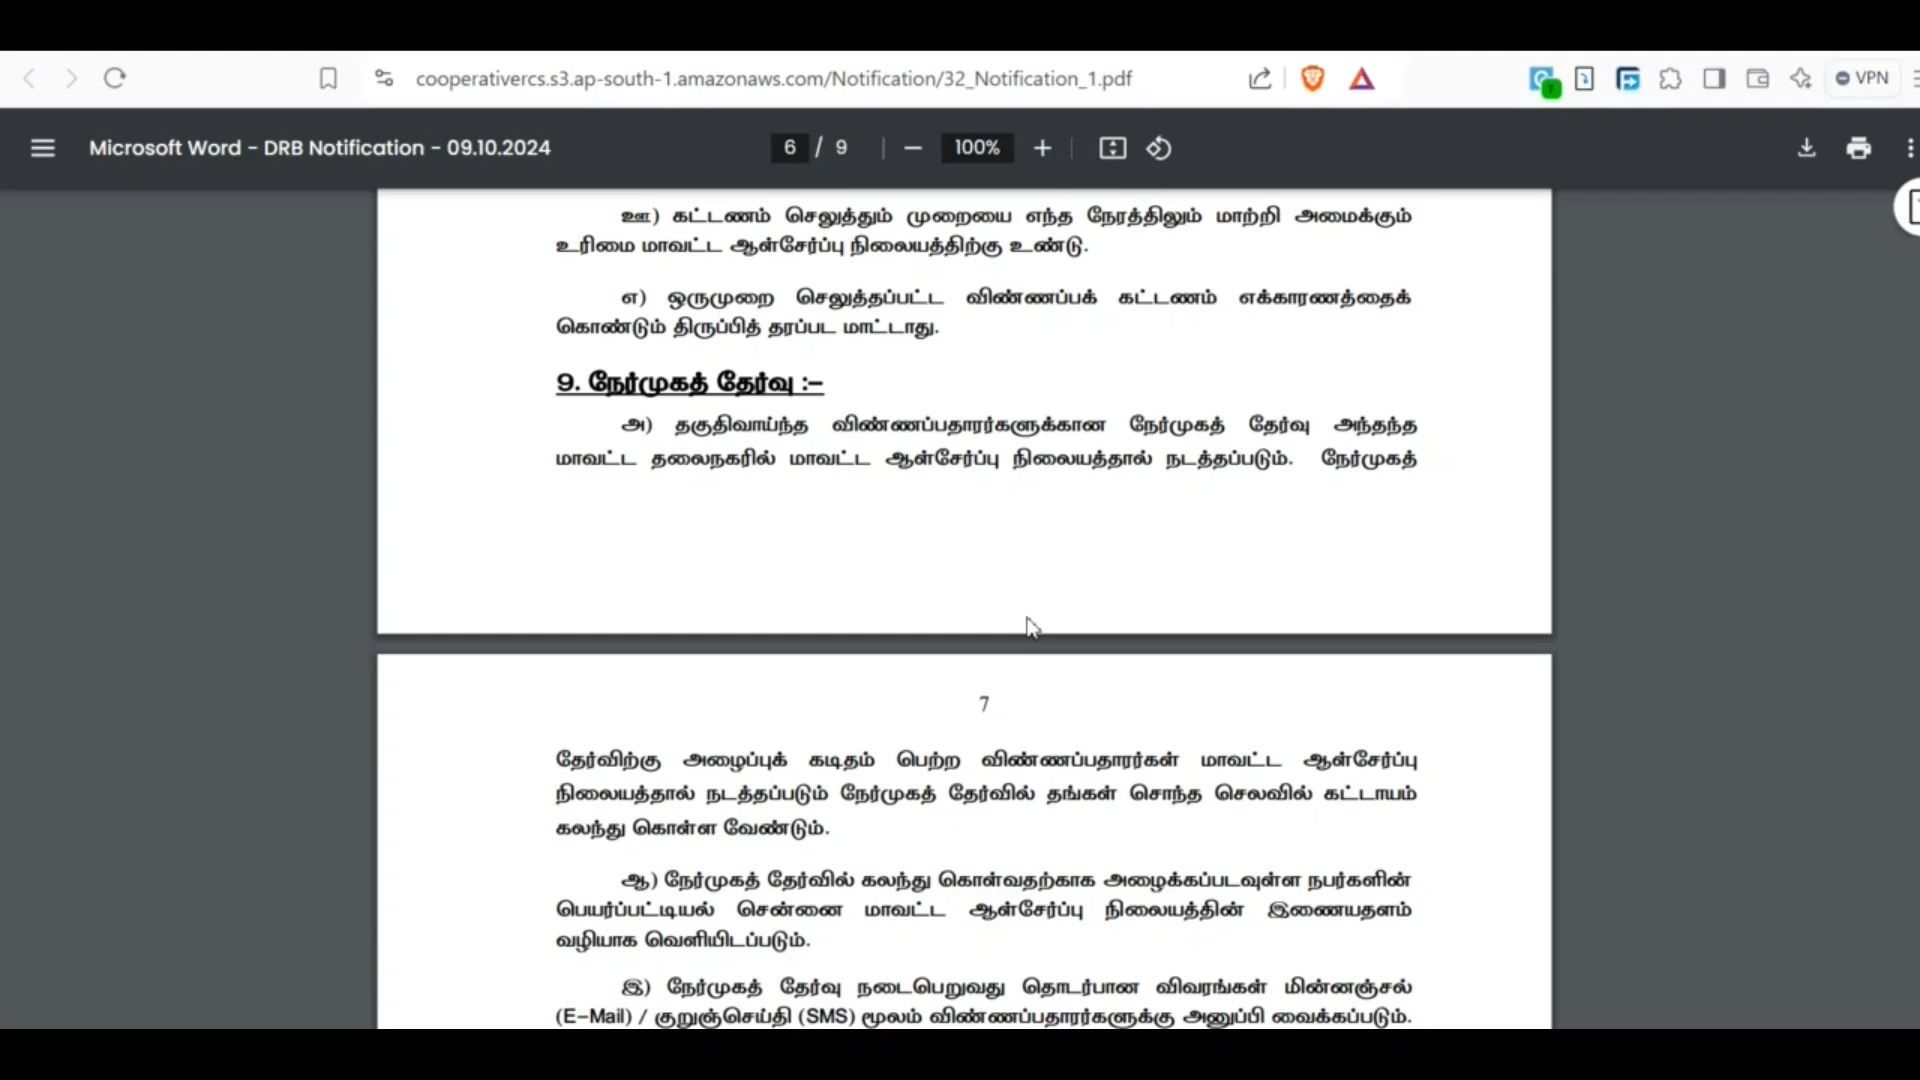 cooperativercs.s3.ap-south-1.amazonaws.com/Notification/32_Notification_1.pdf
7
VPN
Microsoft Word - DRB Notification - 09.10.2024
6 / 9
100%
ஊ) கட்டணம் செலுத்தும் முறையை எந்த நேரத்திலும் மாற்றி அமைக்கும்
உரிமை மாவட்ட ஆள்சேர்ப்பு நிலையத்திற்கு உண்டு.
எ) ஒருமுறை செலுத்தப்பட்ட விண்ணப்பக் கட்டணம் எக்காரணத்தைக்
கொண்டும் திருப்பித் தரப்பட மாட்டாது.
9. நேர்முகத் தேர்வு :–
அ) தகுதிவாய்ந்த விண்ணப்பதாரர்களுக்கான நேர்முகத் தேர்வு அந்தந்த
மாவட்ட தலைநகரில் மாவட்ட ஆள்சேர்ப்பு நிலையத்தால் நடத்தப்படும். நேர்முகத்
7
தேர்விற்கு அழைப்புக் கடிதம் பெற்ற விண்ணப்பதாரர்கள் மாவட்ட ஆள்சேர்ப்பு
நிலையத்தால் நடத்தப்படும் நேர்முகத் தேர்வில் தங்கள் சொந்த செலவில் கட்டாயம்
கலந்து கொள்ள வேண்டும்.
ஆ) நேர்முகத் தேர்வில் கலந்து கொள்வதற்காக அழைக்கப்படவுள்ள நபர்களின்
பெயர்ப்பட்டியல் சென்னை மாவட்ட ஆள்சேர்ப்பு நிலையத்தின் இணையதளம்
வழியாக வெளியிடப்படும்.
இ) நேர்முகத் தேர்வு நடைபெறுவது தொடர்பான விவரங்கள் மின்னஞ்சல்
(E–Mail) / குறுஞ்செய்தி (SMS) மூலம் விண்ணப்பதாரர்களுக்கு அனுப்பி வைக்கப்படும்.